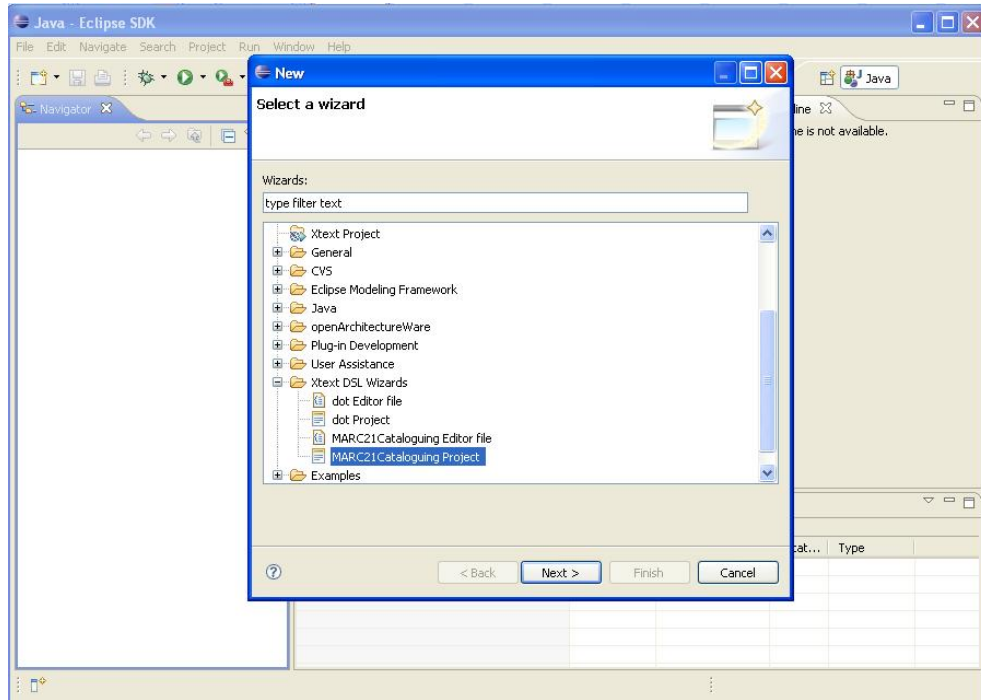 Java - Eclipse SDK
File Edit Navigate Search Project Run Window Help
Java
Navigator
New
Select a wizard
Wizards:
type filter text
Xtext Project
General
CVS
Eclipse Modeling Framework
Java
openArchitectureWare
Plug-in Development
User Assistance
Xtext DSL Wizards
dot Editor file
dot Project
MARC21Cataloguing Editor file
MARC21Cataloguing Project
Examples
< Back Next > Finish Cancel
line
ne is not available.
cat... Type